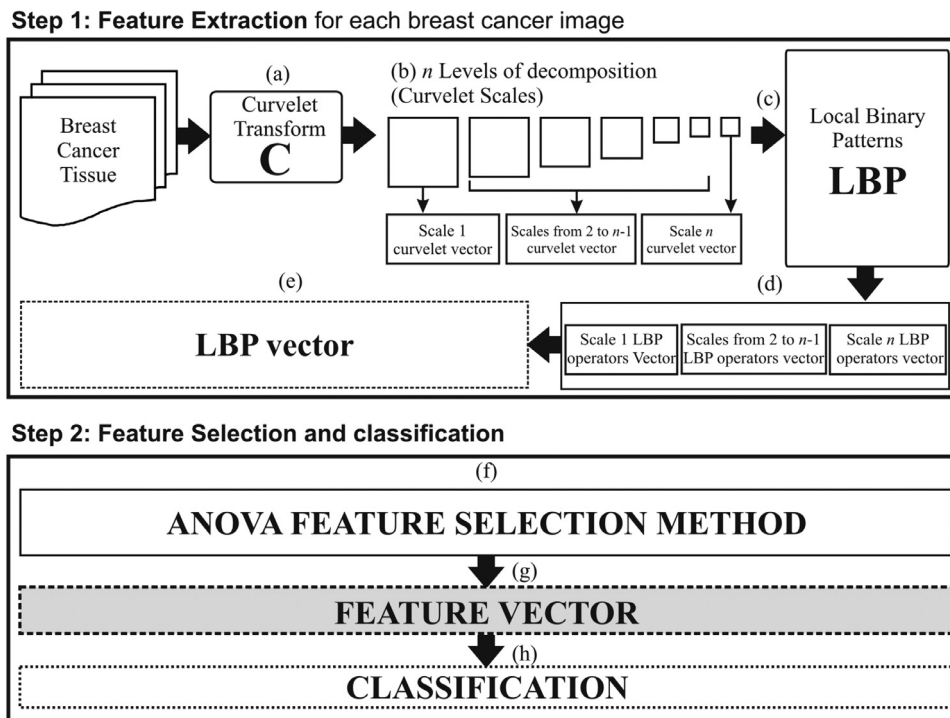 Step 1: Feature Extraction for each breast cancer image
(a)
(b) n Levels of decomposition
(Curvelet Scales)
(c)
Breast
Cancer
Tissue
Curvelet
Transform
C
Local Binary
Patterns
LBP
Scale 1
curvelet vector
Scales from 2 to n-1
curvelet vector
Scale n
curvelet vector
(d)
(e)
Scale 1 LBP
operators Vector
Scales from 2 to n-1
LBP operators vector
Scale n LBP
operators vector
LBP vector
Step 2: Feature Selection and classification
(f)
ANOVA FEATURE SELECTION METHOD
(g)
FEATURE VECTOR
(h)
CLASSIFICATION